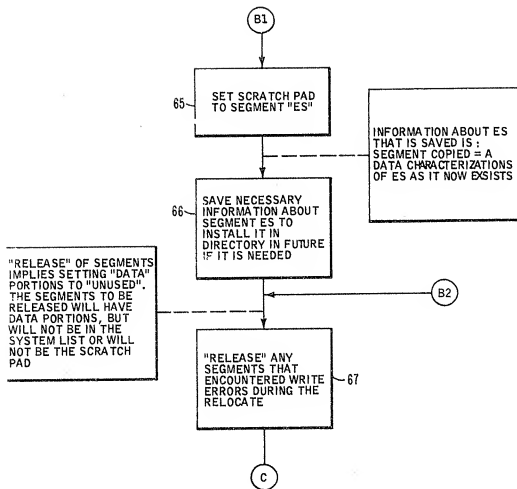 B1
65
SET SCRATCH PAD
TO SEGMENT "ES"
INFORMATION ABOUT ES
THAT IS SAVED IS :
SEGMENT COPIED = A
DATA CHARACTERIZATIONS
OF ES AS IT NOW EXSISTS
66
SAVE NECESSARY
INFORMATION ABOUT
SEGMENT ES TO
INSTALL IT IN
DIRECTORY IN FUTURE
IF IT IS NEEDED
"RELEASE" OF SEGMENTS
IMPLIES SETTING "DATA"
PORTIONS TO "UNUSED".
THE SEGMENTS TO BE
RELEASED WILL HAVE
DATA PORTIONS, BUT
WILL NOT BE IN THE
SYSTEM LIST OR WILL
NOT BE THE SCRATCH
PAD
B2
"RELEASE" ANY
SEGMENTS THAT
ENCOUNTERED WRITE
ERRORS DURING THE
RELOCATE
67
C